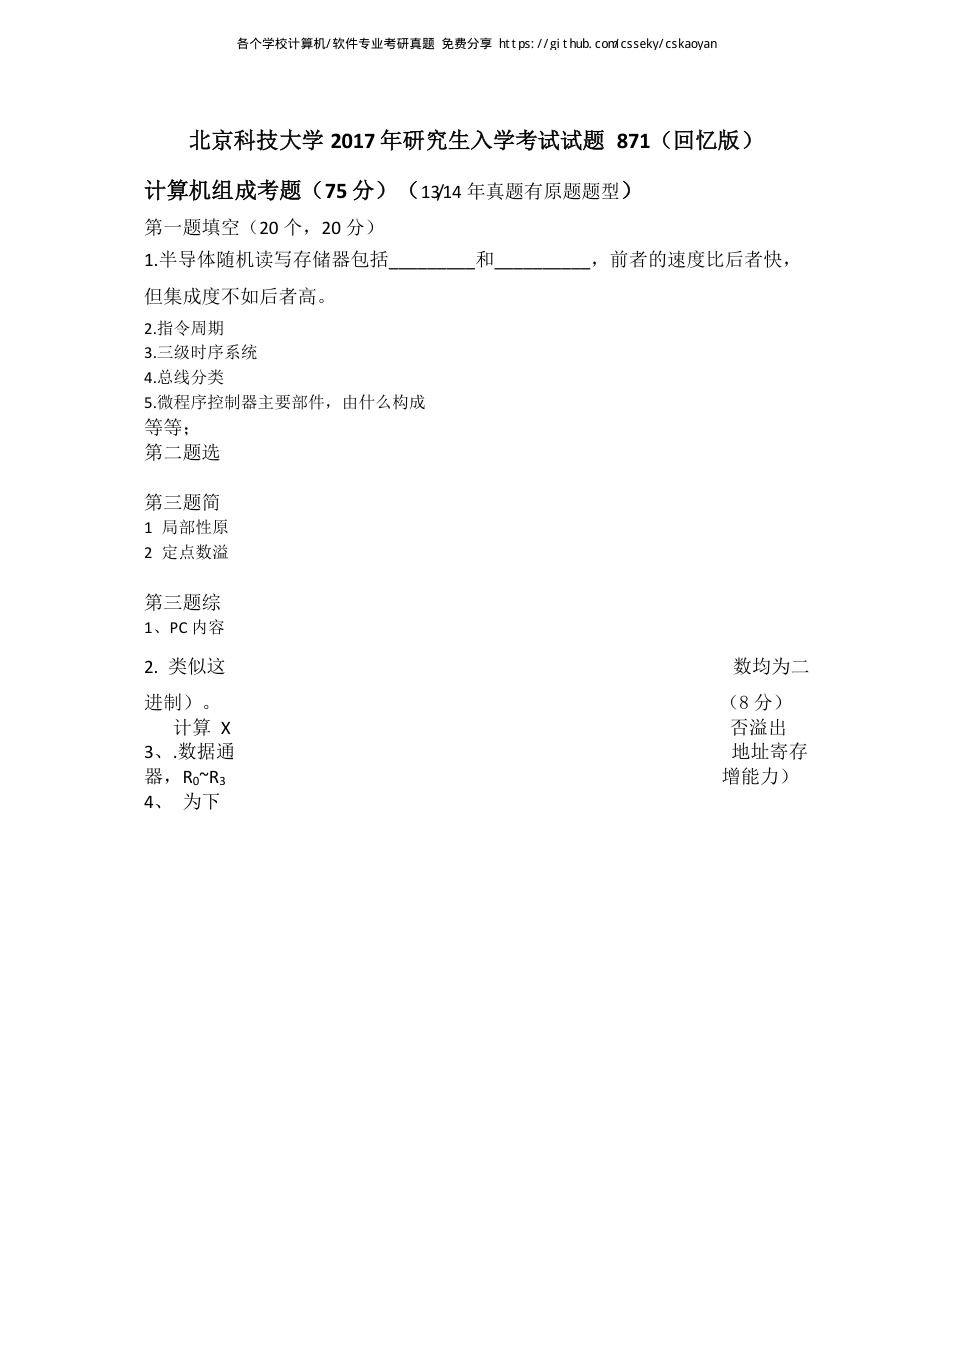 各个学校计算机/软件专业考研真题 免费分享 https://github.com/csseky/cskaoyan
北京科技大学 2017 年研究生入学考试试题 871（回忆版）
计算机组成考题（75 分）（13/14 年真题有原题题型）
第一题填空（20 个，20 分）
1.半导体随机读写存储器包括_________和__________，前者的速度比后者快，
但集成度不如后者高。
2.指令周期
3.三级时序系统
4.总线分类
5.微程序控制器主要部件，由什么构成
等等；
第二题选
第三题简
1 局部性原
2 定点数溢
第三题综
1、PC 内容
2. 类似这 数均为二
进制）。 （8 分）
计算 X 否溢出
3、.数据通 地址寄存
器，R₀~R₃ 增能力）
4、 为下